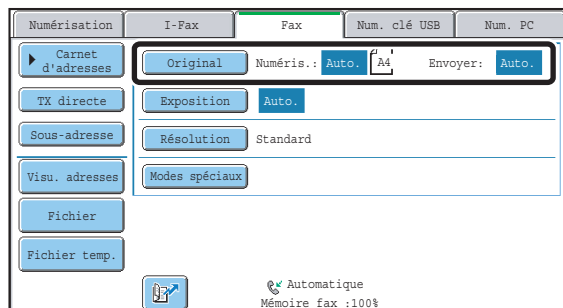 Numérisation I-Fax Fax Num. clé USB Num. PC
Carnet
d'adresses
Original Numéris.: Auto. A4 Envoyer: Auto.
TX directe
Exposition Auto.
Sous-adresse
Résolution Standard
Visu. adresses
Modes spéciaux
Fichier
Fichier temp.
Automatique
Mémoire fax :100%